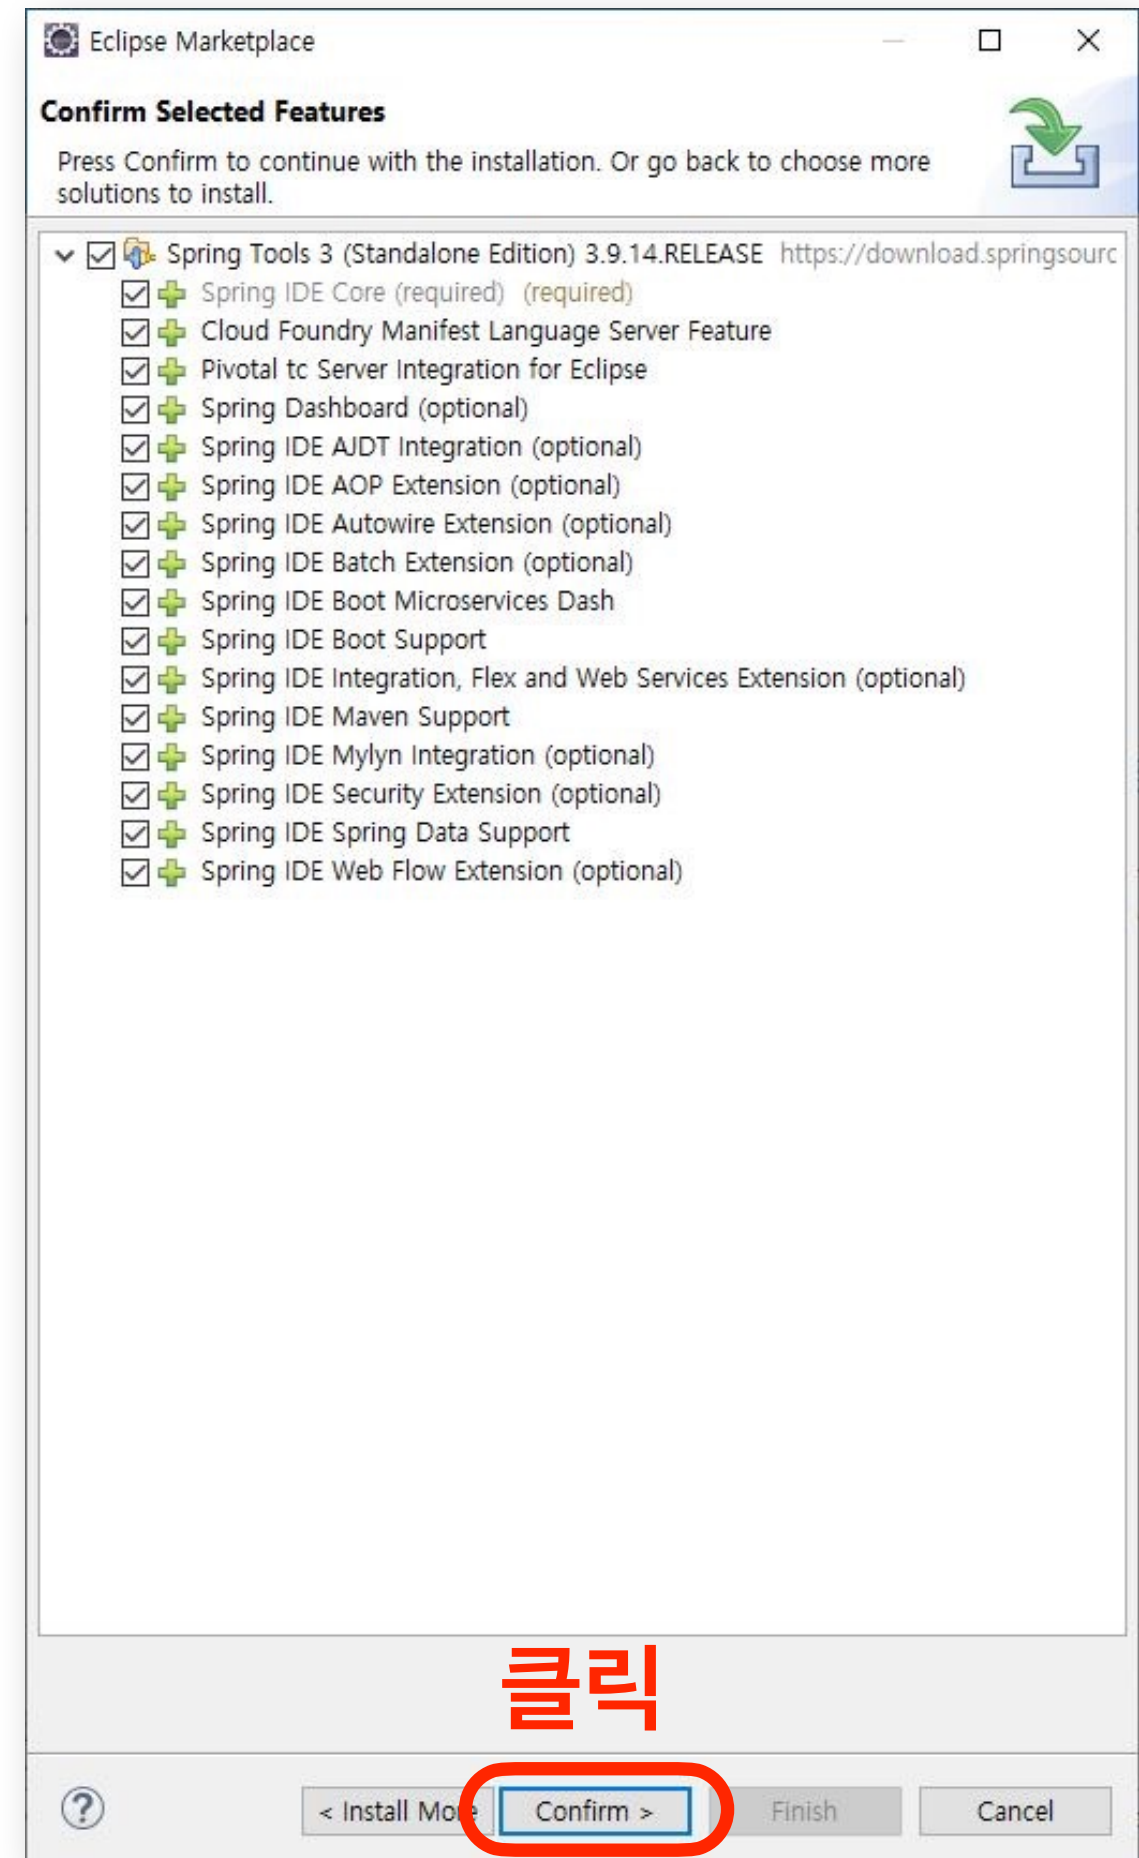 Eclipse Marketplace
Confirm Selected Features
Press Confirm to continue with the installation. Or go back to choose more
solutions to install.
Spring Tools 3 (Standalone Edition) 3.9.14.RELEASE https://download.springsourc
Spring IDE Core (required) (required)
Cloud Foundry Manifest Language Server Feature
Pivotal tc Server Integration for Eclipse
Spring Dashboard (optional)
Spring IDE AJDT Integration (optional)
Spring IDE AOP Extension (optional)
Spring IDE Autowire Extension (optional)
Spring IDE Batch Extension (optional)
Spring IDE Boot Microservices Dash
Spring IDE Boot Support
Spring IDE Integration, Flex and Web Services Extension (optional)
Spring IDE Maven Support
Spring IDE Mylyn Integration (optional)
Spring IDE Security Extension (optional)
Spring IDE Spring Data Support
Spring IDE Web Flow Extension (optional)
클릭
? < Install More Confirm > Finish Cancel